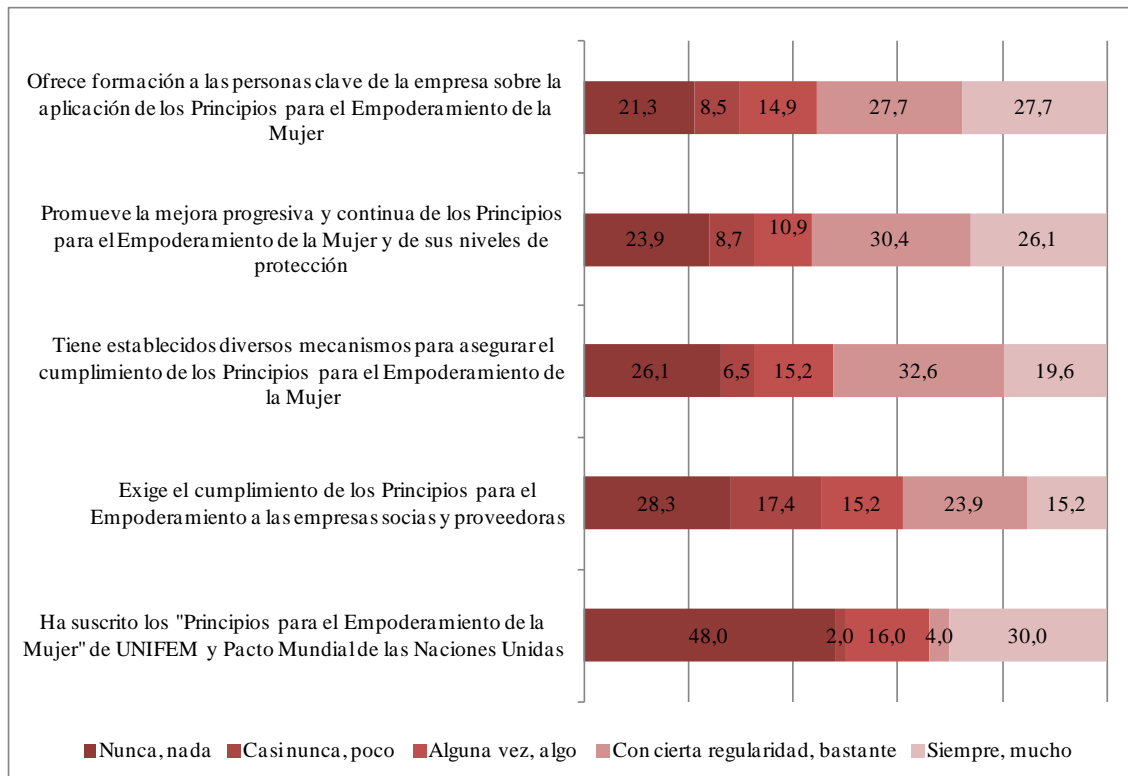 Ofrece formación a las personas clave de la empresa sobre la
aplicación de los Principios para el Empoderamiento de la
Mujer
21,3 8,5 14,9 27,7 27,7
Promueve la mejora progresiva y continua de los Principios
para el Empoderamiento de la Mujer y de sus niveles de
protección
23,9 8,7 10,9 30,4 26,1
Tiene establecidos diversos mecanismos para asegurar el
cumplimiento de los Principios para el Empoderamiento de
la Mujer
26,1 6,5 15,2 32,6 19,6
Exige el cumplimiento de los Principios para el
Empoderamiento a las empresas socias y proveedoras
28,3 17,4 15,2 23,9 15,2
Ha suscrito los "Principios para el Empoderamiento de la
Mujer" de UNIFEM y Pacto Mundial de las Naciones Unidas
48,0 2,0 16,0 4,0 30,0
Nunca, nada Casi nunca, poco Alguna vez, algo Con cierta regularidad, bastante Siempre, mucho